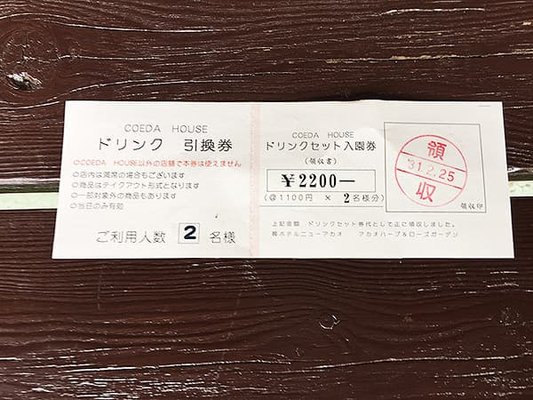 COEDA HOUSE
ドリンク 引換券
◎COEDA HOUSE以外の店舗で本券は使えません
◎店内は満席の場合もございます
◎商品はテイクアウト形式となります
◎一部対象外の商品もあります
◎当日のみ有効
ご利用人数 2 名様
COEDA HOUSE
ドリンクセット入園券
(領収書)
¥2200―
(@1100円 × 2名様分)
上記金額 ドリンクセット券代として正に領収しました。
㈱ホテルニューアカオ アカオハーブ&ローズガーデン
領
31.2.25
収
領収印